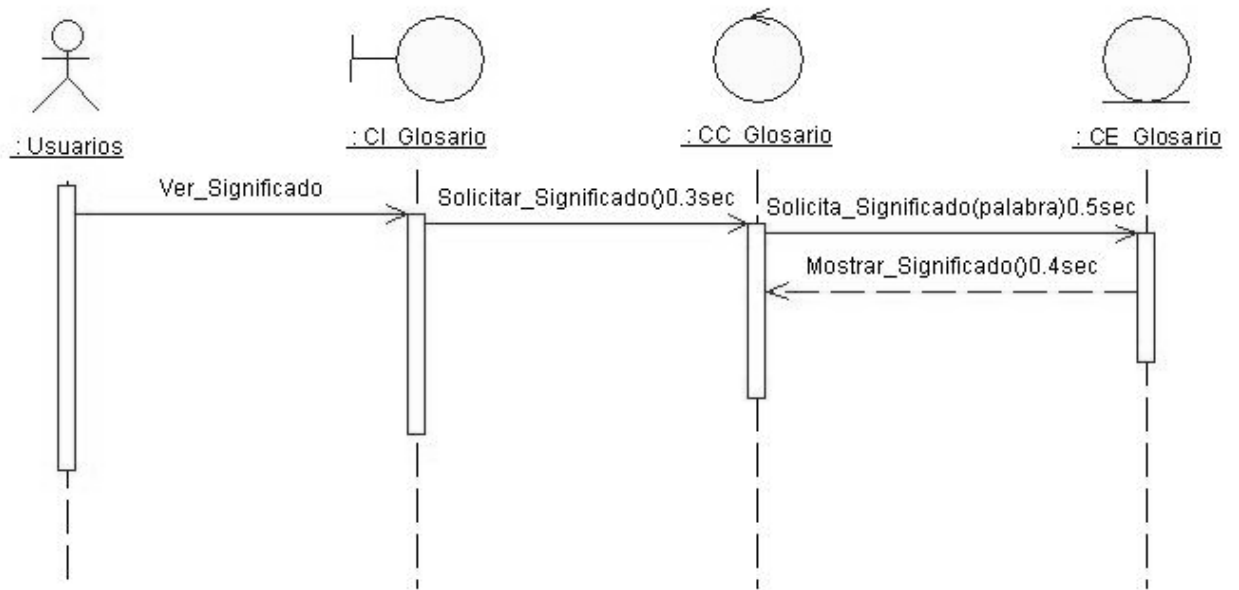 : Usuarios
: CI_Glosario
: CC_Glosario
: CE_Glosario
Ver_Significado
Solicitar_Significado()0.3sec
Solicita_Significado(palabra)0.5sec
Mostrar_Significado()0.4sec